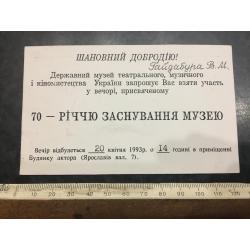 ШАНОВНИЙ ДОБРОДІЮ!
Гайдабура В.М.
Державний музей театрального, музичного
і кіномистецтва України запрошує Вас взяти участь
у вечорі, присвяченому
70 — РІЧЧЮ ЗАСНУВАННЯ МУЗЕЮ
Вечір відбудеться 20 квітня 1993р. о 14 годині в приміщенні
Будинку актора (Ярославів вал, 7).